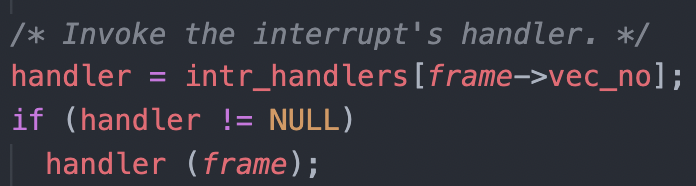 /* Invoke the interrupt's handler. */
handler = intr_handlers[frame->vec_no];
if (handler != NULL)
  handler (frame);